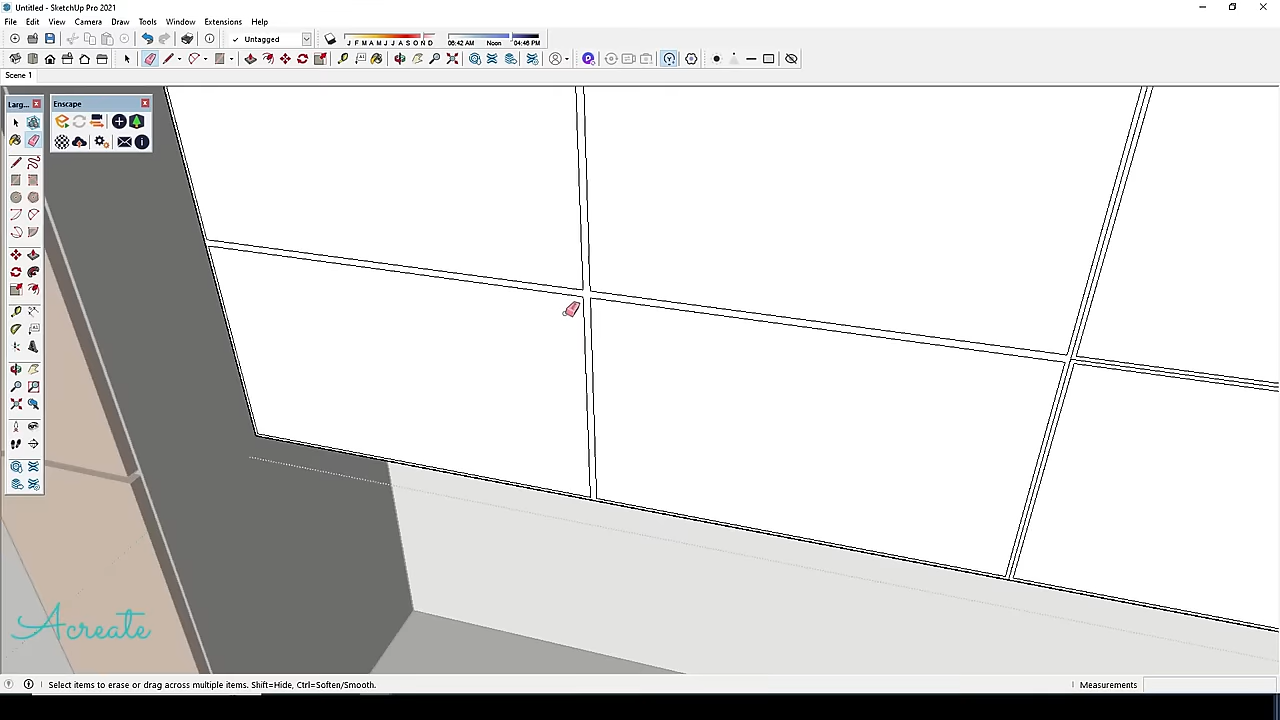 Untitled - SketchUp Pro 2021
File Edit View Camera Draw Tools Window Extensions Help
Untagged
J F M A M J J A S O N D
06:42 AM Noon 04:46 PM
Scene 1
Larg...
Enscape
Acreate
Select items to erase or drag across multiple items. Shift=Hide, Ctrl=Soften/Smooth.
Measurements